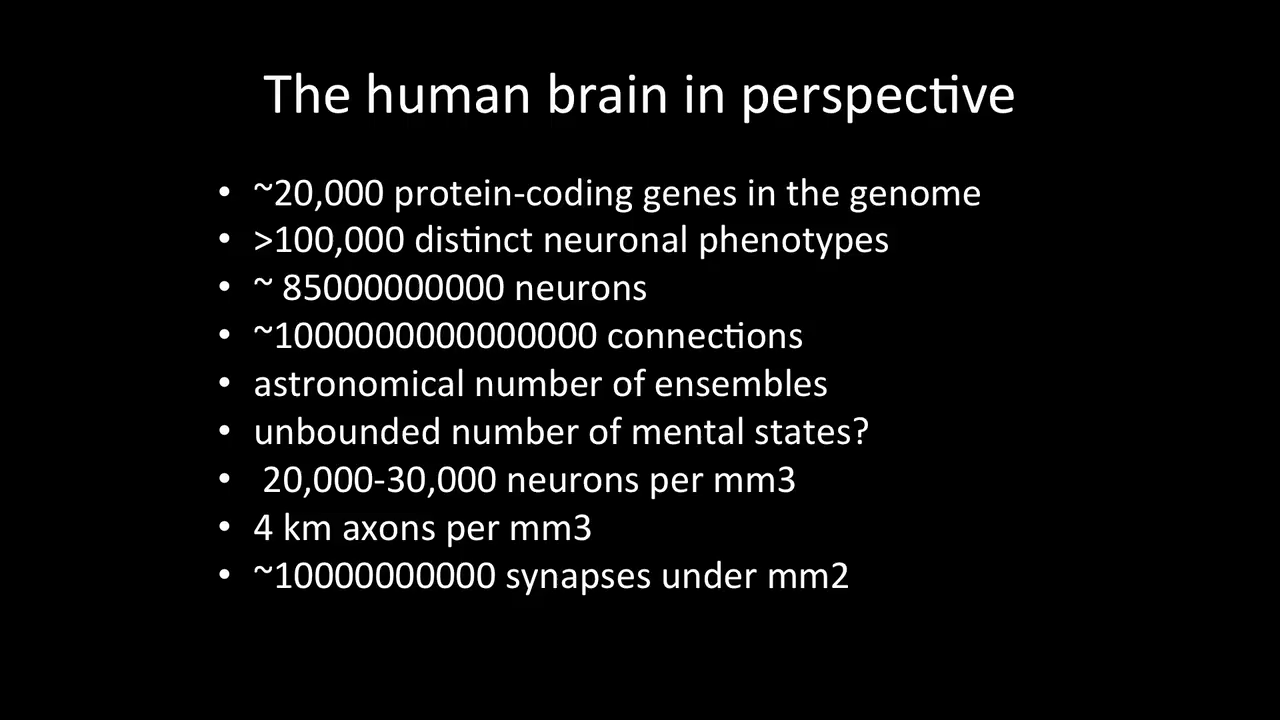 The human brain in perspective
• ~20,000 protein-coding genes in the genome
• >100,000 distinct neuronal phenotypes
• ~ 85000000000 neurons
• ~1000000000000000 connections
• astronomical number of ensembles
• unbounded number of mental states?
• 20,000-30,000 neurons per mm3
• 4 km axons per mm3
• ~10000000000 synapses under mm2